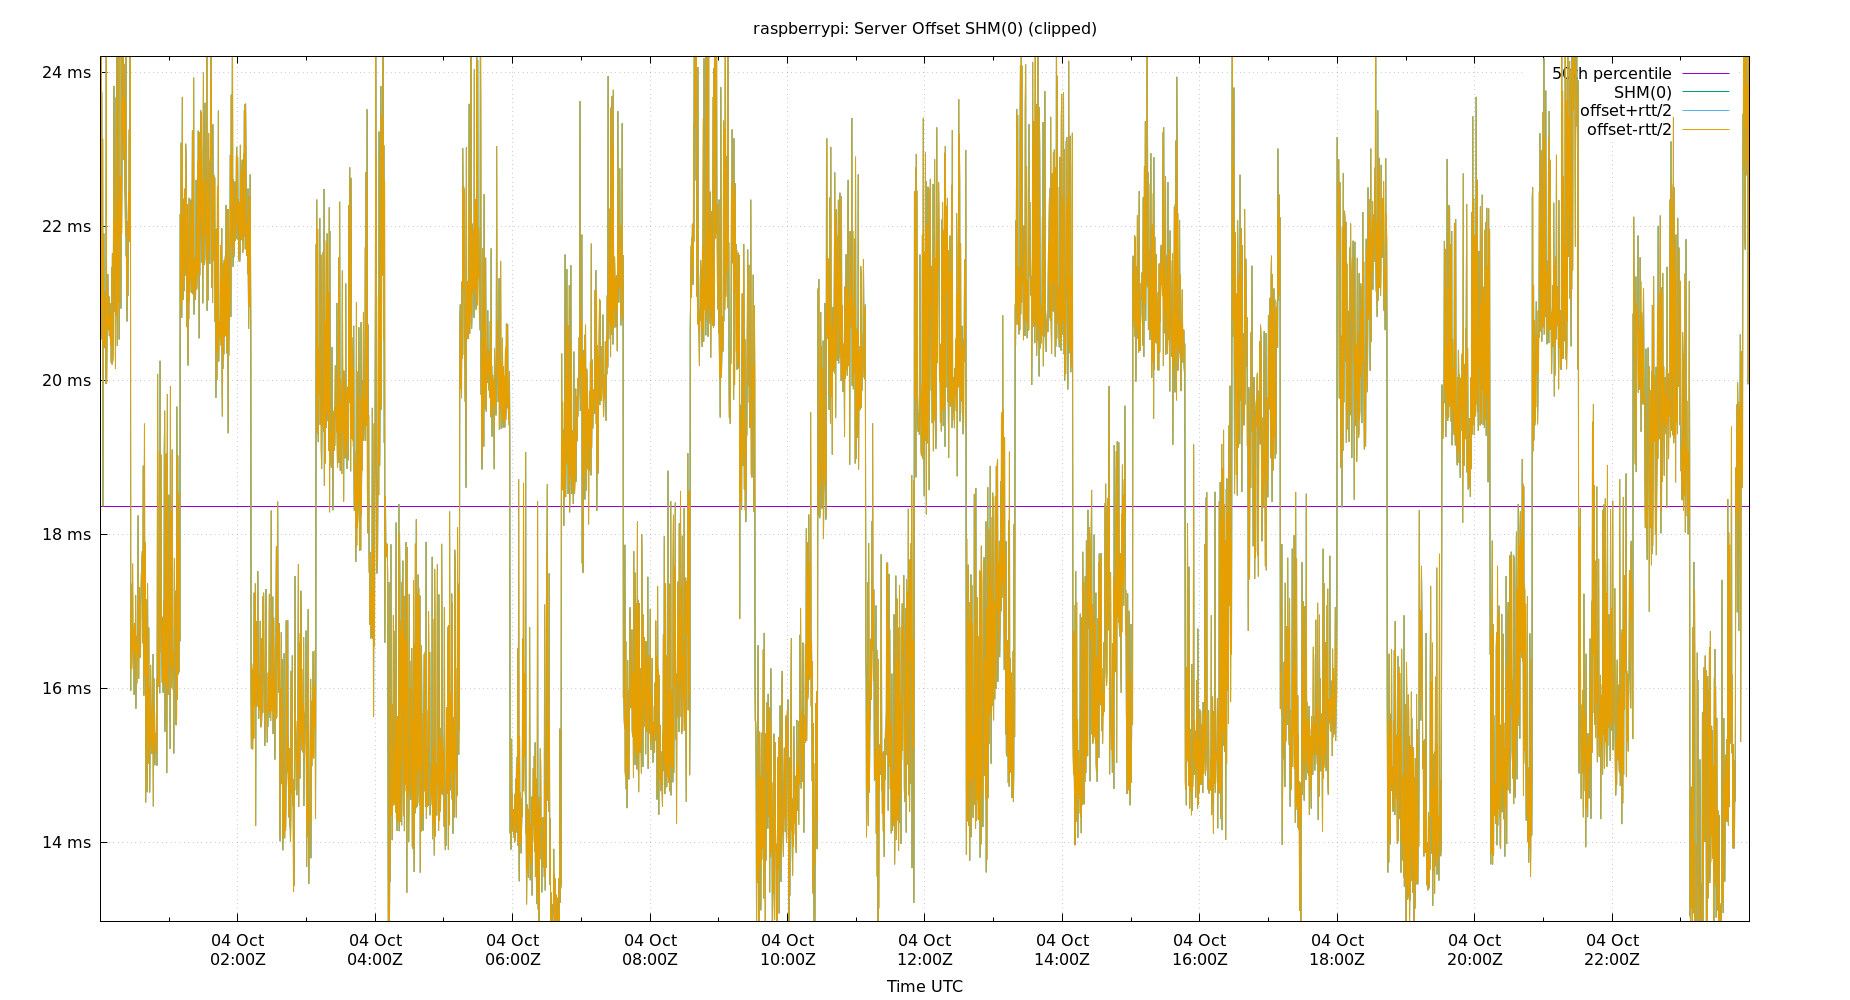 raspberrypi: Server Offset SHM(0) (clipped)
24 ms
22 ms
20 ms
18 ms
16 ms
14 ms
50th percentile
SHM(0)
offset+rtt/2
offset-rtt/2
04 Oct 04 Oct 04 Oct 04 Oct 04 Oct 04 Oct 04 Oct 04 Oct 04 Oct 04 Oct 04 Oct
02:00Z 04:00Z 06:00Z 08:00Z 10:00Z 12:00Z 14:00Z 16:00Z 18:00Z 20:00Z 22:00Z
Time UTC